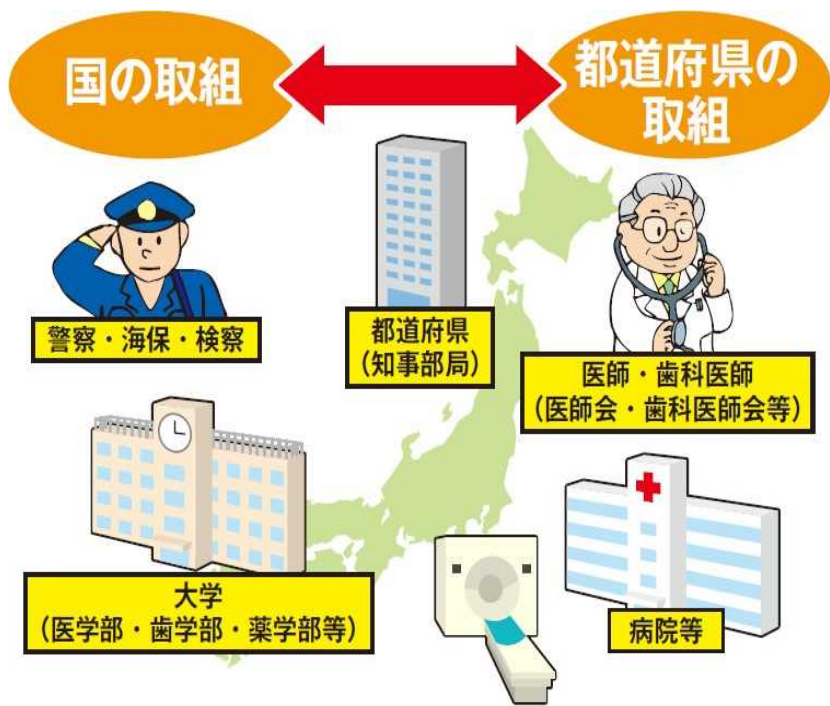 国の取組
都道府県の
取組
警察・海保・検察
都道府県
（知事部局）
医師・歯科医師
（医師会・歯科医師会等）
大学
（医学部・歯学部・薬学部等）
病院等